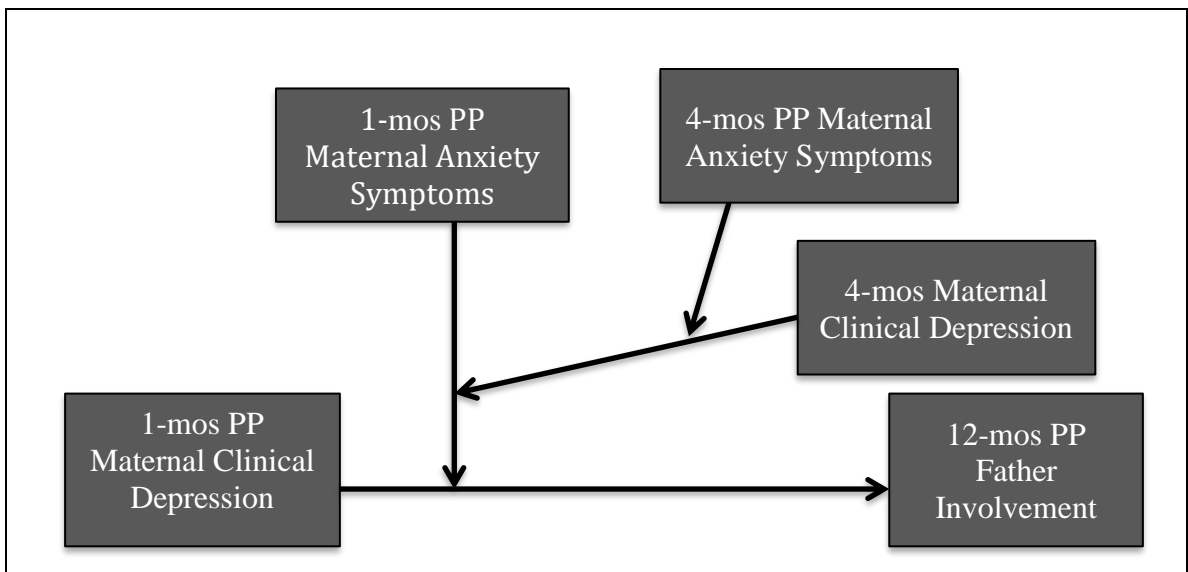 1-mos PP
Maternal Anxiety
Symptoms
4-mos PP Maternal
Anxiety Symptoms
4-mos Maternal
Clinical Depression
1-mos PP
Maternal Clinical
Depression
12-mos PP
Father
Involvement